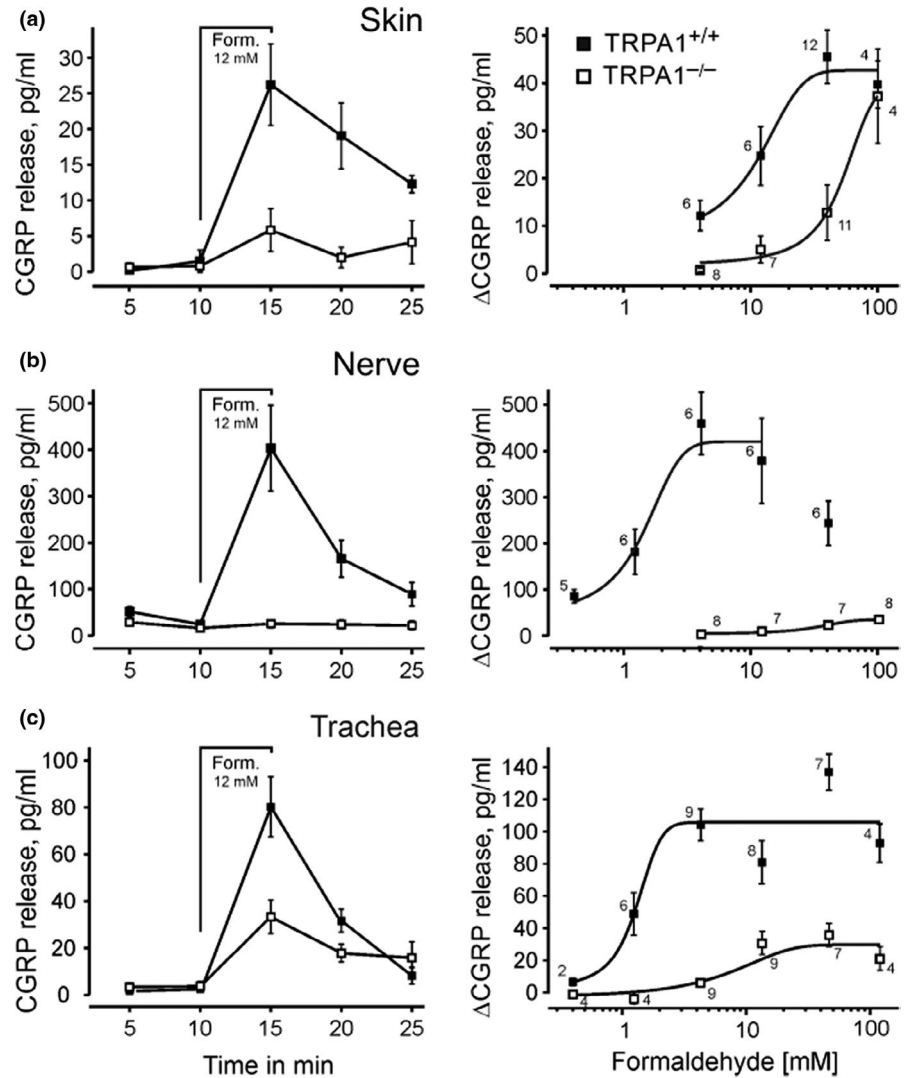 (a)
Skin
Form.
12 mM
CGRP release, pg/ml
30
25
20
15
10
5
0
5 10 15 20 25
TRPA1+/+
TRPA1–/–
ΔCGRP release, pg/ml
50
40
30
20
10
0
6
6
12
4
8
7
11
4
1 10 100
(b)
Nerve
Form.
12 mM
CGRP release, pg/ml
500
400
300
200
100
0
5 10 15 20 25
ΔCGRP release, pg/ml
500
400
300
200
100
0
5
6
6
6
6
8
7
7
8
1 10 100
(c)
Trachea
Form.
12 mM
CGRP release, pg/ml
100
80
60
40
20
0
5 10 15 20 25
Time in min
ΔCGRP release, pg/ml
140
120
100
80
60
40
20
0
2
6
9
8
7
4
4
4
9
9
7
4
1 10 100
Formaldehyde [mM]